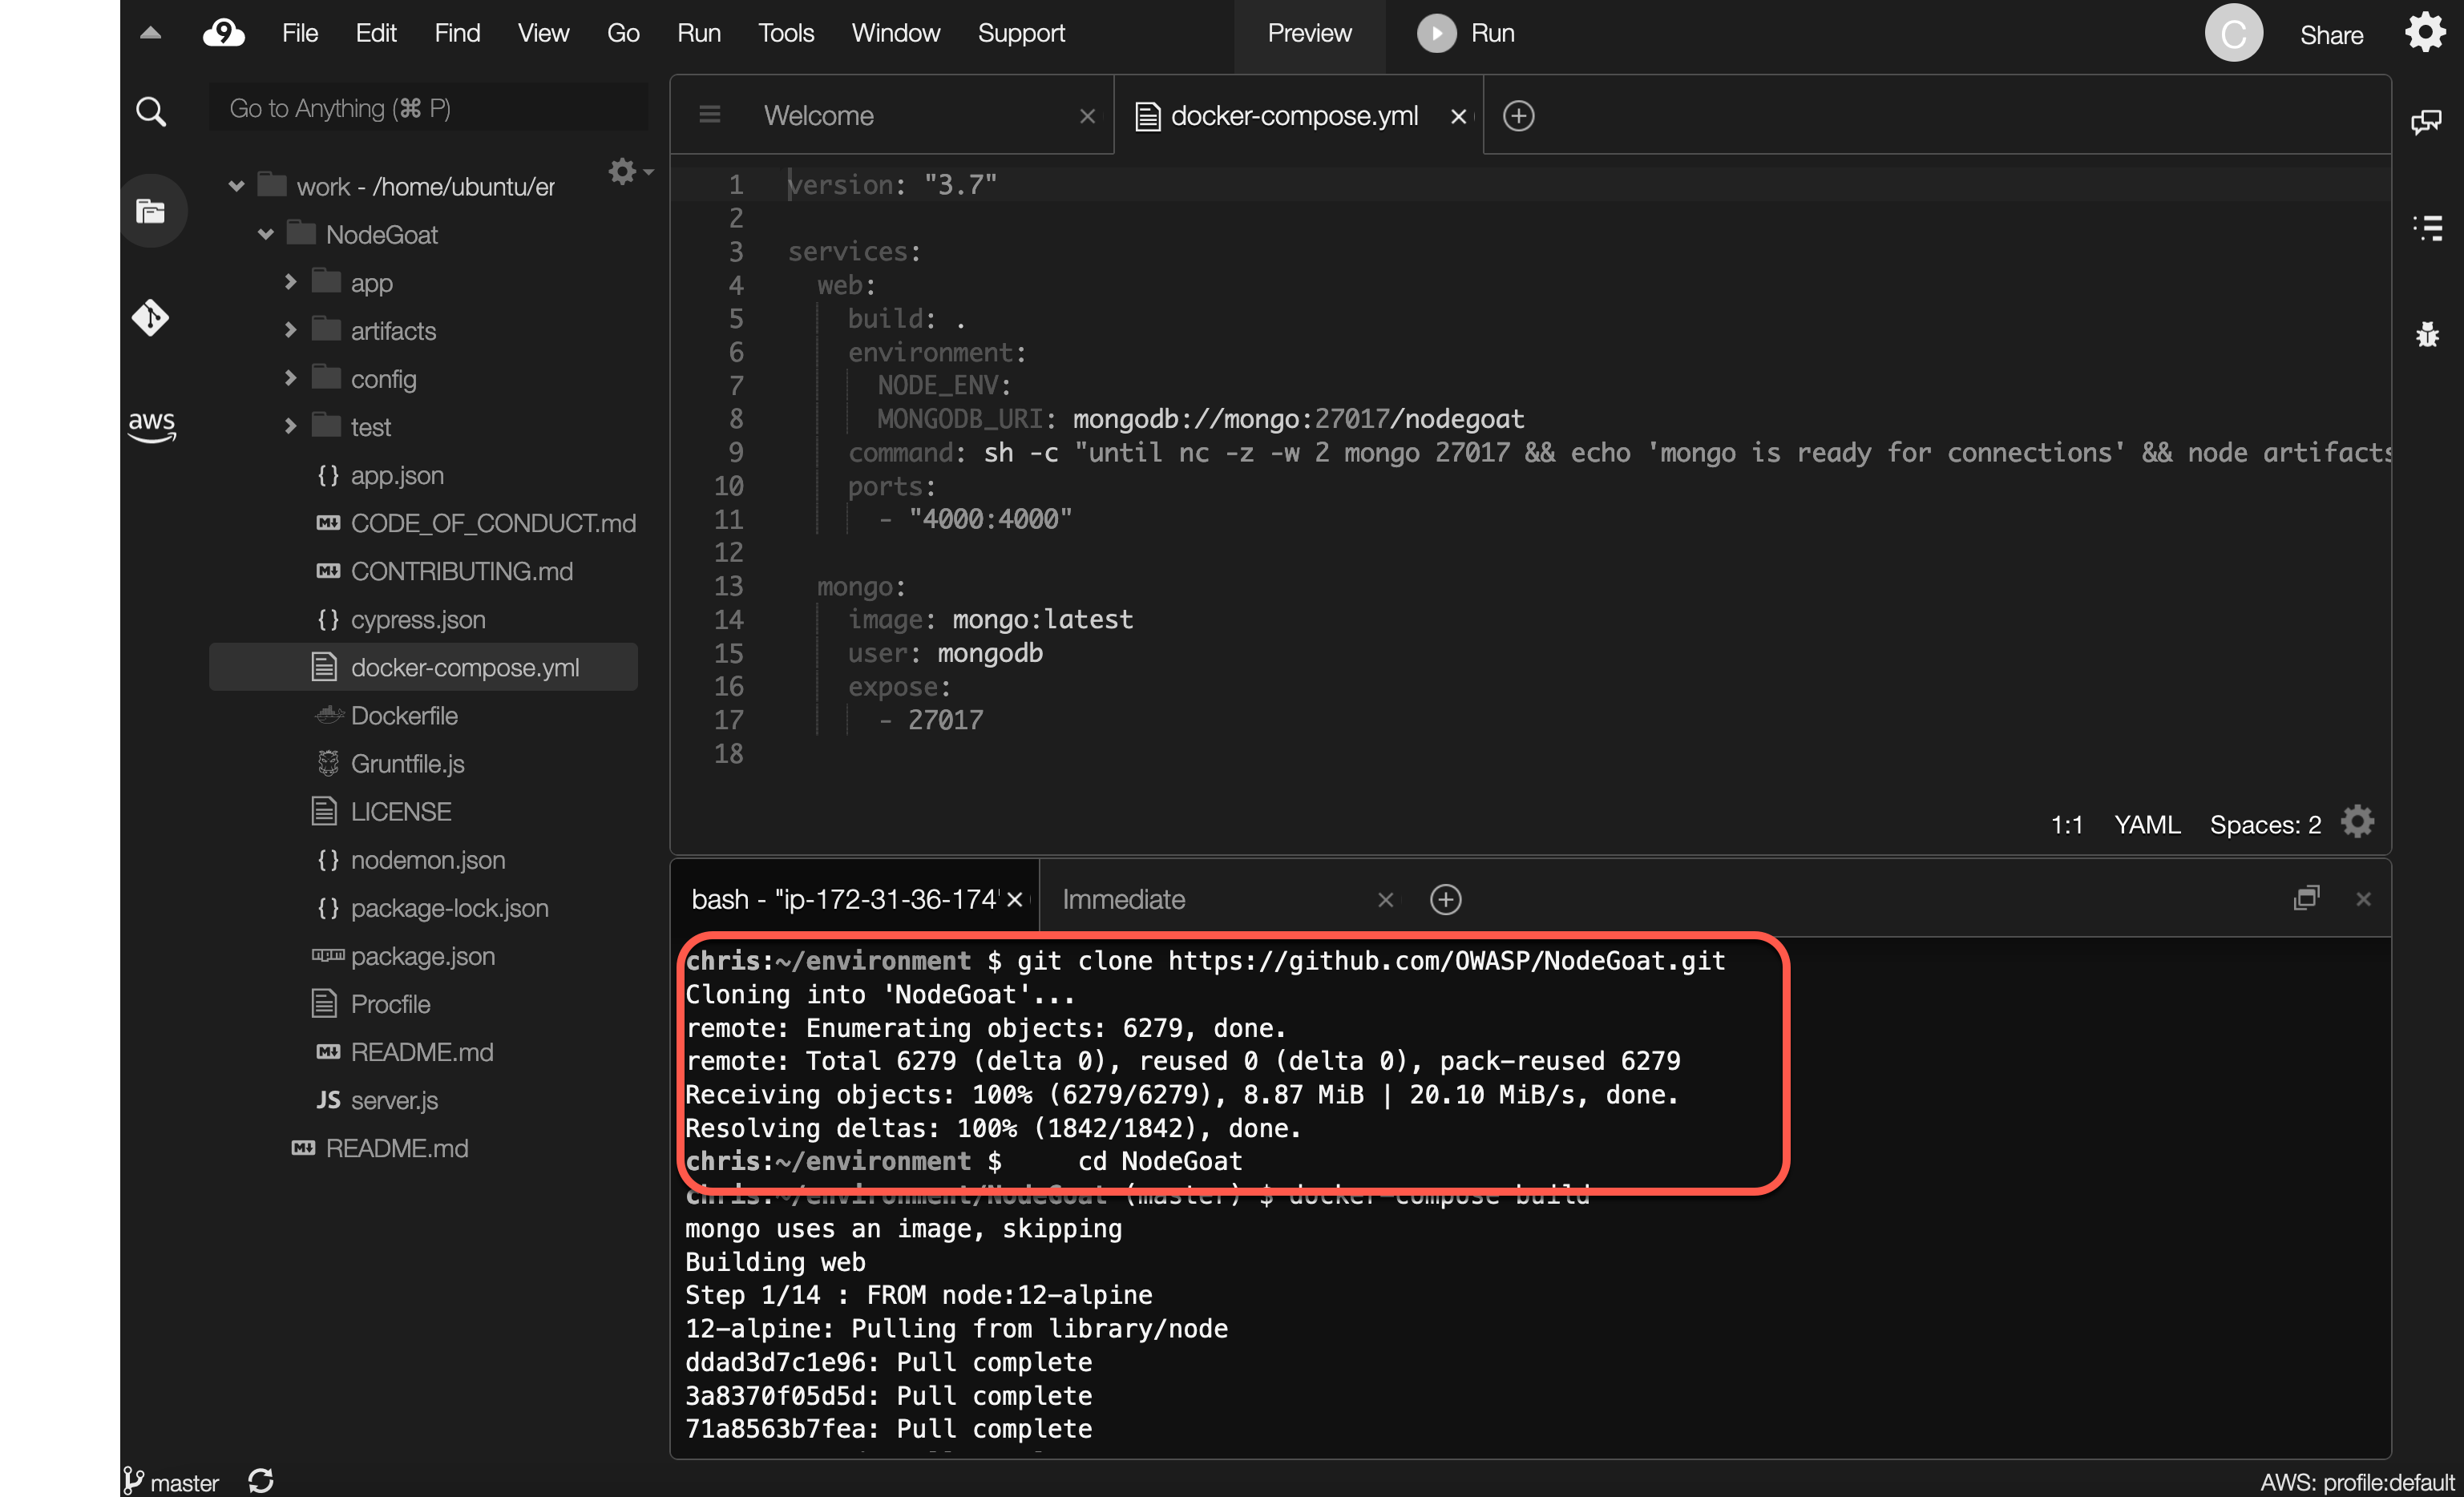 9 File Edit Find View Go Run Tools Window Support Preview Run C Share
Go to Anything (⌘ P)
work - /home/ubuntu/er
NodeGoat
app
artifacts
config
test
{} app.json
M↓ CODE_OF_CONDUCT.md
M↓ CONTRIBUTING.md
{} cypress.json
docker-compose.yml
Dockerfile
Gruntfile.js
LICENSE
{} nodemon.json
{} package-lock.json
npm package.json
Procfile
M↓ README.md
JS server.js
M↓ README.md
aws
Welcome
docker-compose.yml
1 version: "3.7"
2
3 services:
4   web:
5     build: .
6     environment:
7       NODE_ENV:
8       MONGODB_URI: mongodb://mongo:27017/nodegoat
9     command: sh -c "until nc -z -w 2 mongo 27017 && echo 'mongo is ready for connections' && node artifacts
10     ports:
11       - "4000:4000"
12
13   mongo:
14     image: mongo:latest
15     user: mongodb
16     expose:
17       - 27017
18
1:1 YAML Spaces: 2
bash - "ip-172-31-36-174"
Immediate
chris:~/environment $ git clone https://github.com/OWASP/NodeGoat.git
Cloning into 'NodeGoat'...
remote: Enumerating objects: 6279, done.
remote: Total 6279 (delta 0), reused 0 (delta 0), pack-reused 6279
Receiving objects: 100% (6279/6279), 8.87 MiB | 20.10 MiB/s, done.
Resolving deltas: 100% (1842/1842), done.
chris:~/environment $     cd NodeGoat
chris:~/environment/NodeGoat (master) $ docker-compose build
mongo uses an image, skipping
Building web
Step 1/14 : FROM node:12-alpine
12-alpine: Pulling from library/node
ddad3d7c1e96: Pull complete
3a8370f05d5d: Pull complete
71a8563b7fea: Pull complete
master
AWS: profile:default